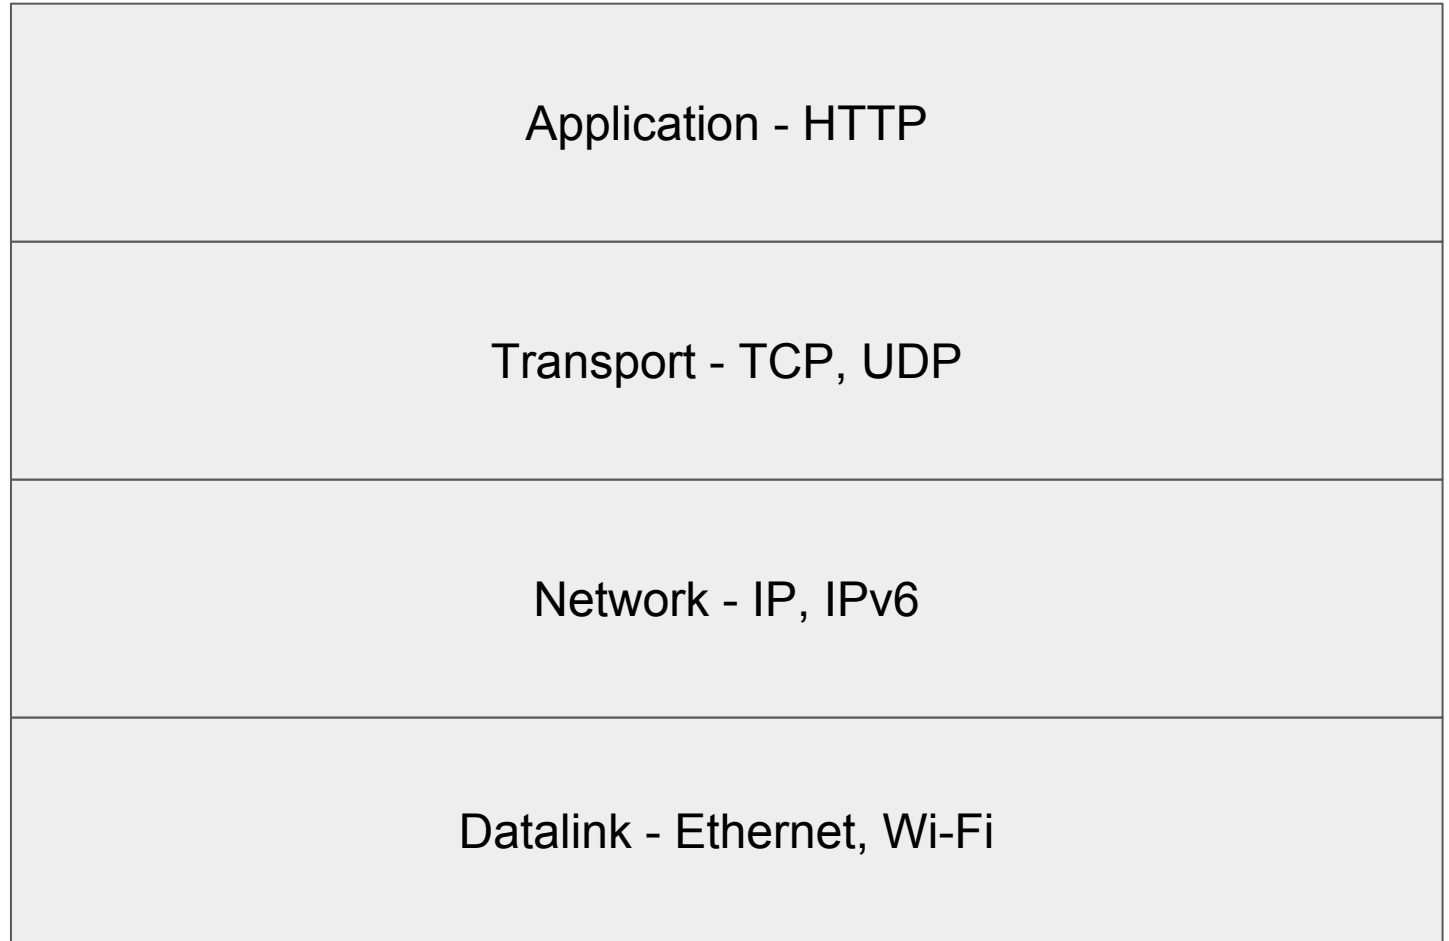 Application - HTTP
Transport - TCP, UDP
Network - IP, IPv6
Datalink - Ethernet, Wi-Fi